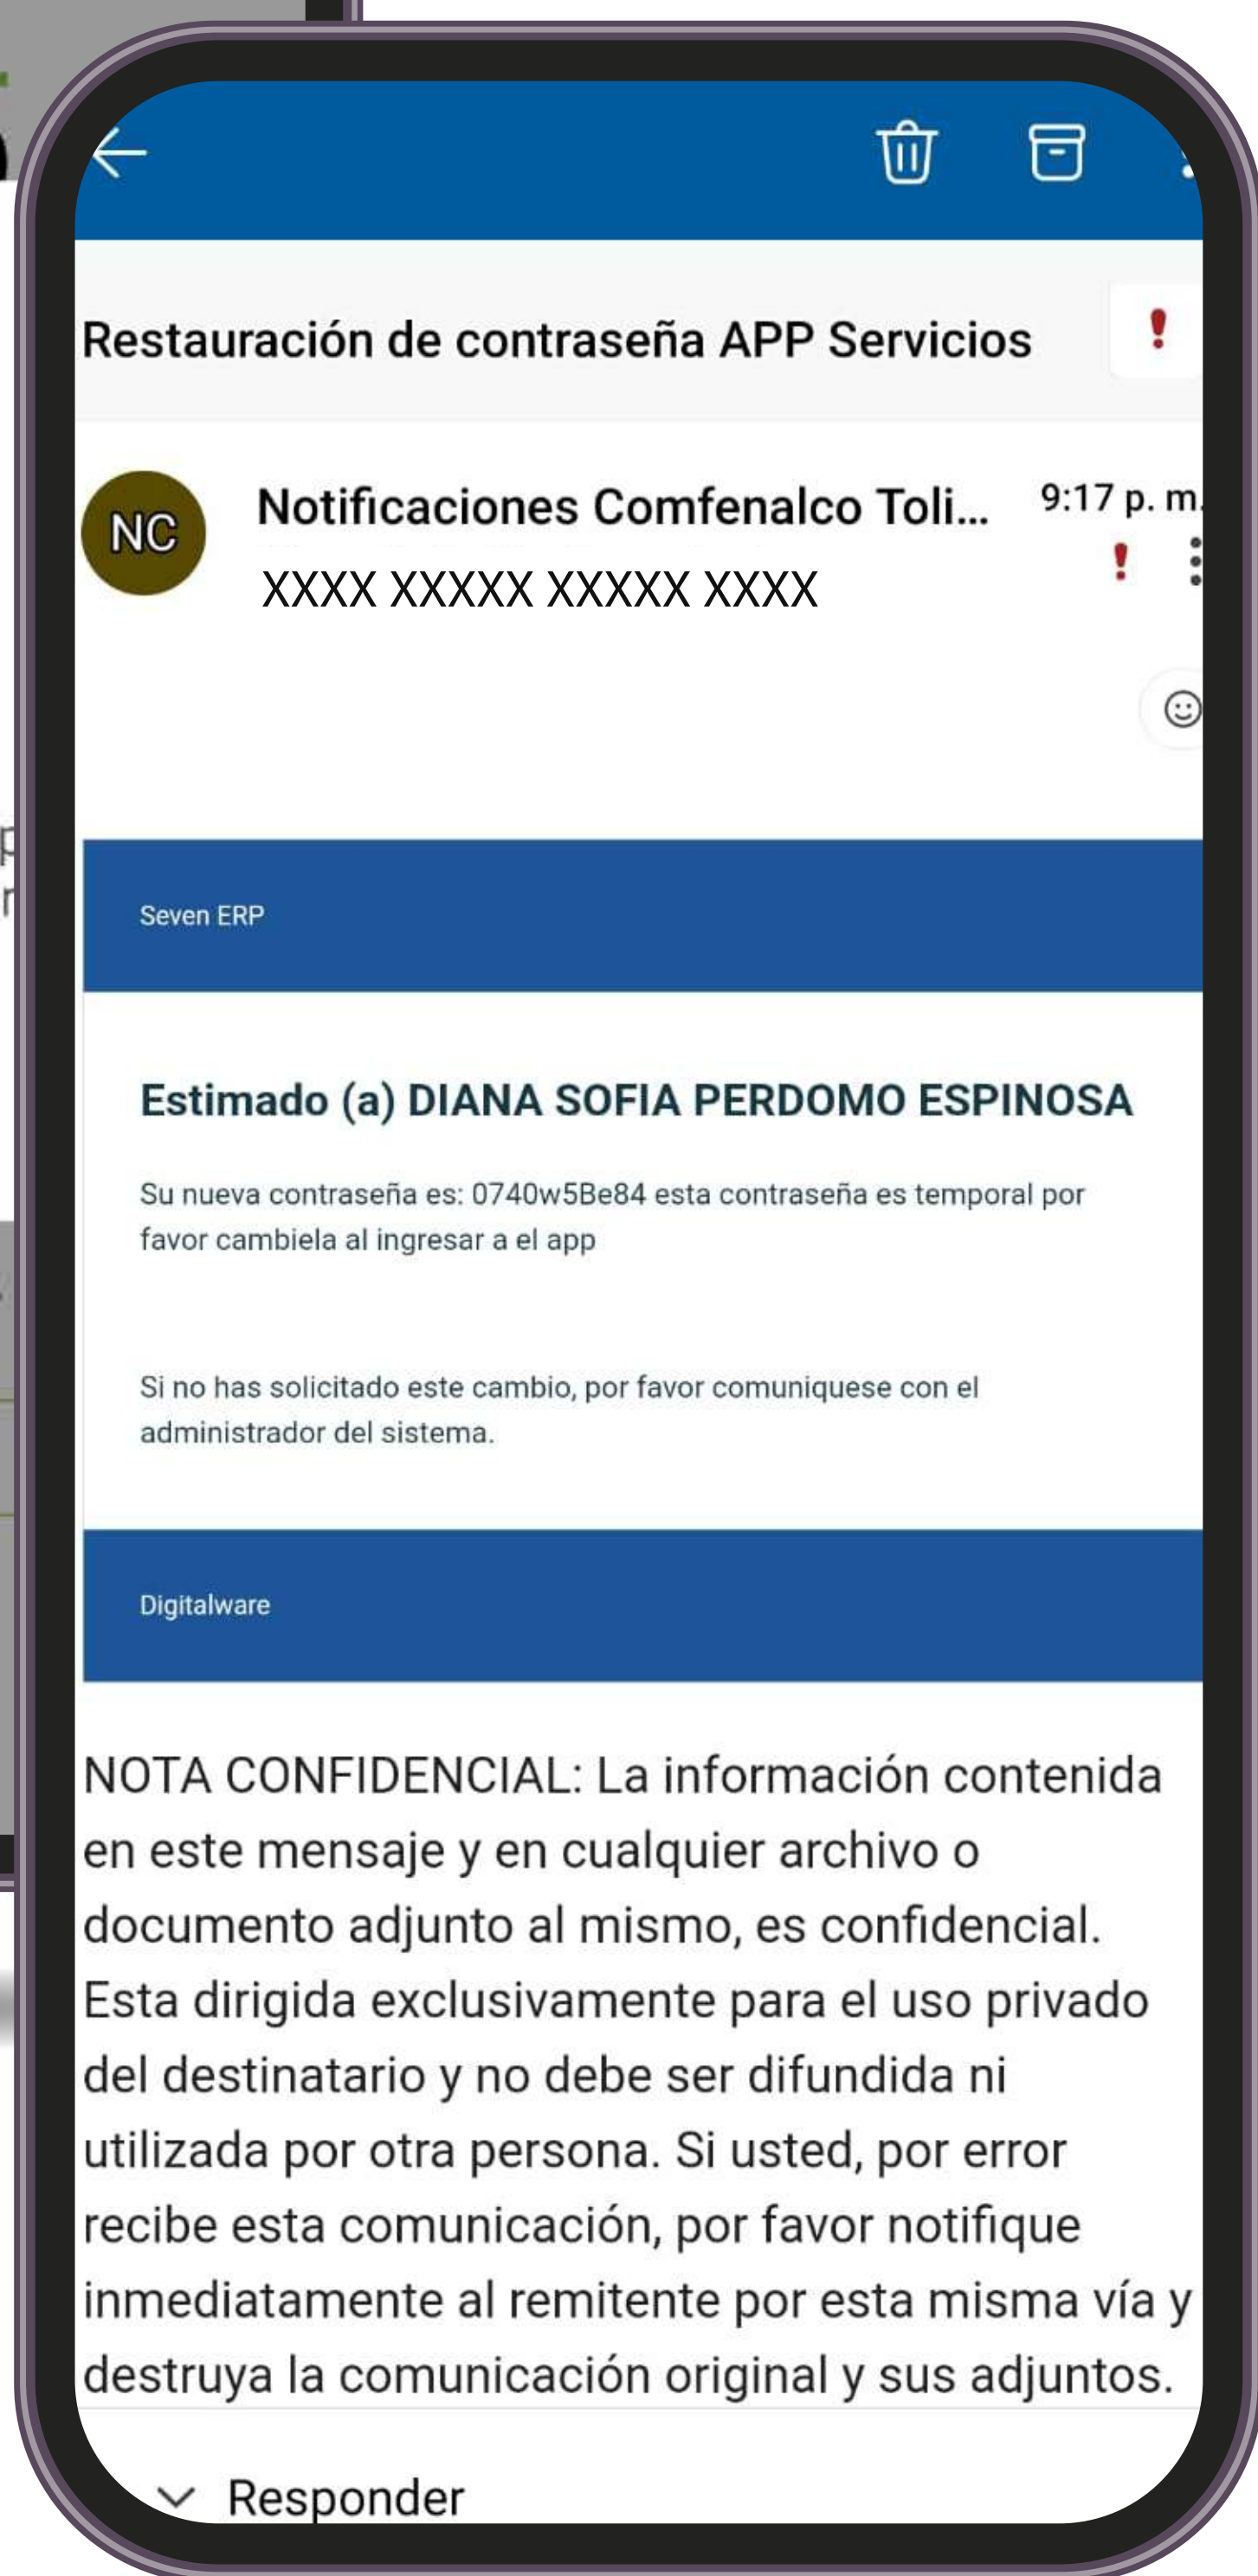 Restauración de contraseña APP Servicios
NC
Notificaciones Comfenalco Toli...
9:17 p. m.
XXXX XXXXX XXXXX XXXX
Seven ERP
Estimado (a) DIANA SOFIA PERDOMO ESPINOSA
Su nueva contraseña es: 0740w5Be84 esta contraseña es temporal por
favor cambiela al ingresar a el app
Si no has solicitado este cambio, por favor comuniquese con el
administrador del sistema.
Digitalware
NOTA CONFIDENCIAL: La información contenida
en este mensaje y en cualquier archivo o
documento adjunto al mismo, es confidencial.
Esta dirigida exclusivamente para el uso privado
del destinatario y no debe ser difundida ni
utilizada por otra persona. Si usted, por error
recibe esta comunicación, por favor notifique
inmediatamente al remitente por esta misma vía y
destruya la comunicación original y sus adjuntos.
Responder